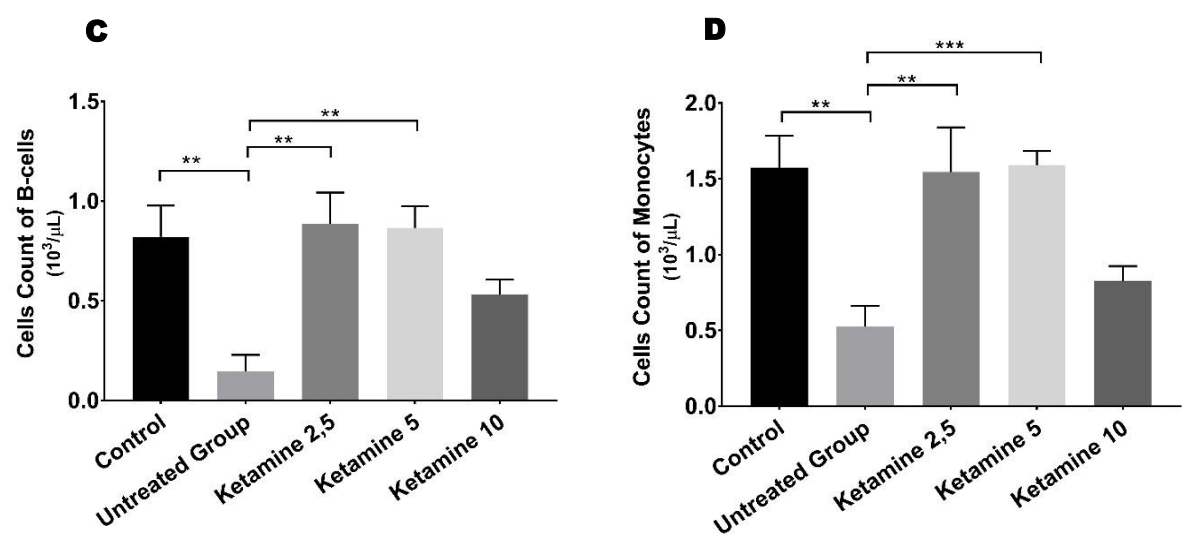 C
**
**
**
1.5
1.0
0.5
0.0
Cells Count of B-cells
(10³/µL)
Control
Untreated Group
Ketamine 2,5
Ketamine 5
Ketamine 10
D
***
**
**
2.0
1.5
1.0
0.5
0.0
Cells Count of Monocytes
(10³/µL)
Control
Untreated Group
Ketamine 2,5
Ketamine 5
Ketamine 10